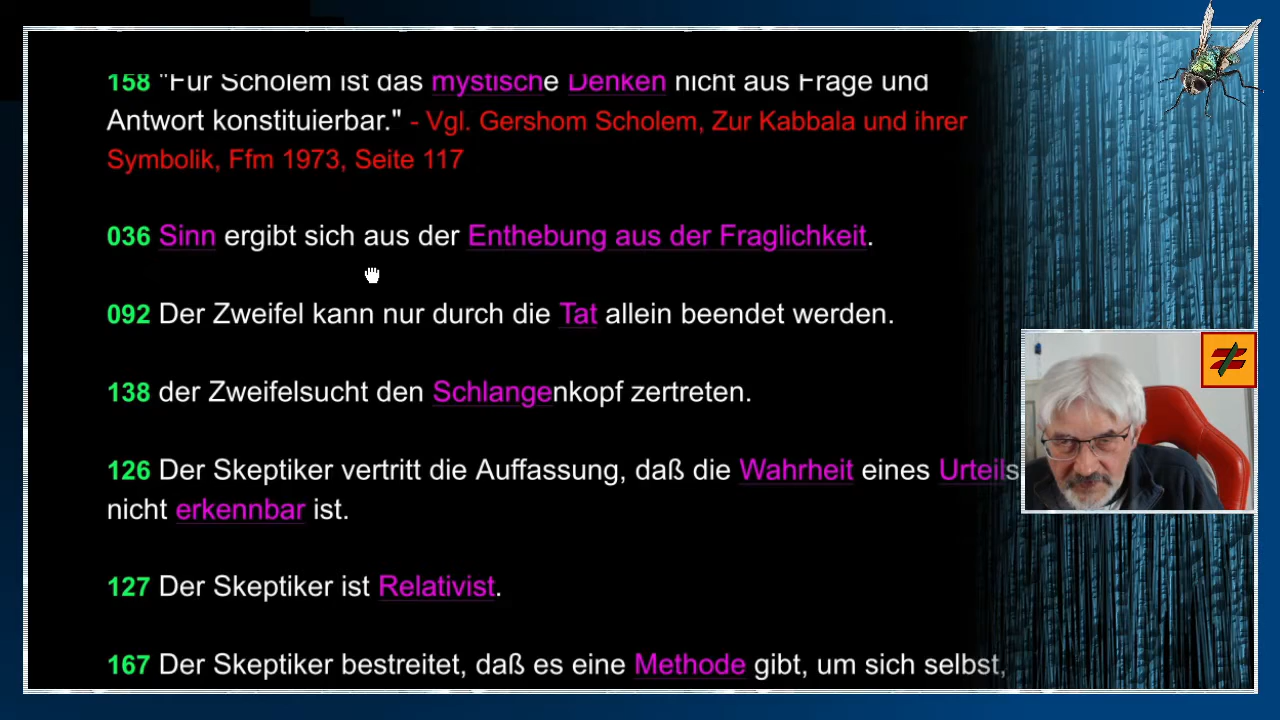 158 "Für Scholem ist das mystische Denken nicht aus Frage und
Antwort konstituierbar." - Vgl. Gershom Scholem, Zur Kabbala und ihrer
Symbolik, Ffm 1973, Seite 117
036 Sinn ergibt sich aus der Enthebung aus der Fraglichkeit.
092 Der Zweifel kann nur durch die Tat allein beendet werden.
138 der Zweifelsucht den Schlangenkopf zertreten.
126 Der Skeptiker vertritt die Auffassung, daß die Wahrheit eines Urteils
nicht erkennbar ist.
127 Der Skeptiker ist Relativist.
167 Der Skeptiker bestreitet, daß es eine Methode gibt, um sich selbst,